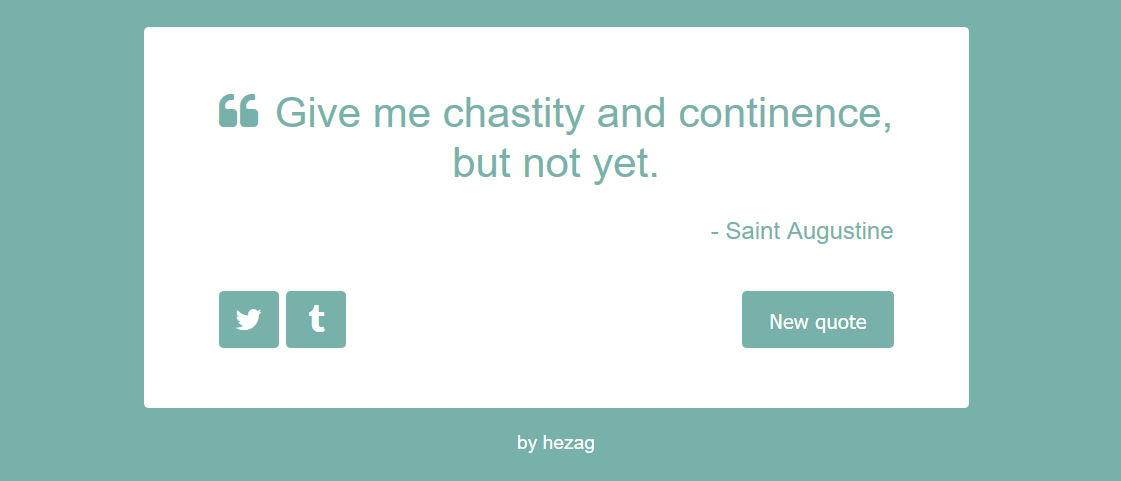 “ Give me chastity and continence,
but not yet.
- Saint Augustine
New quote
by hezag